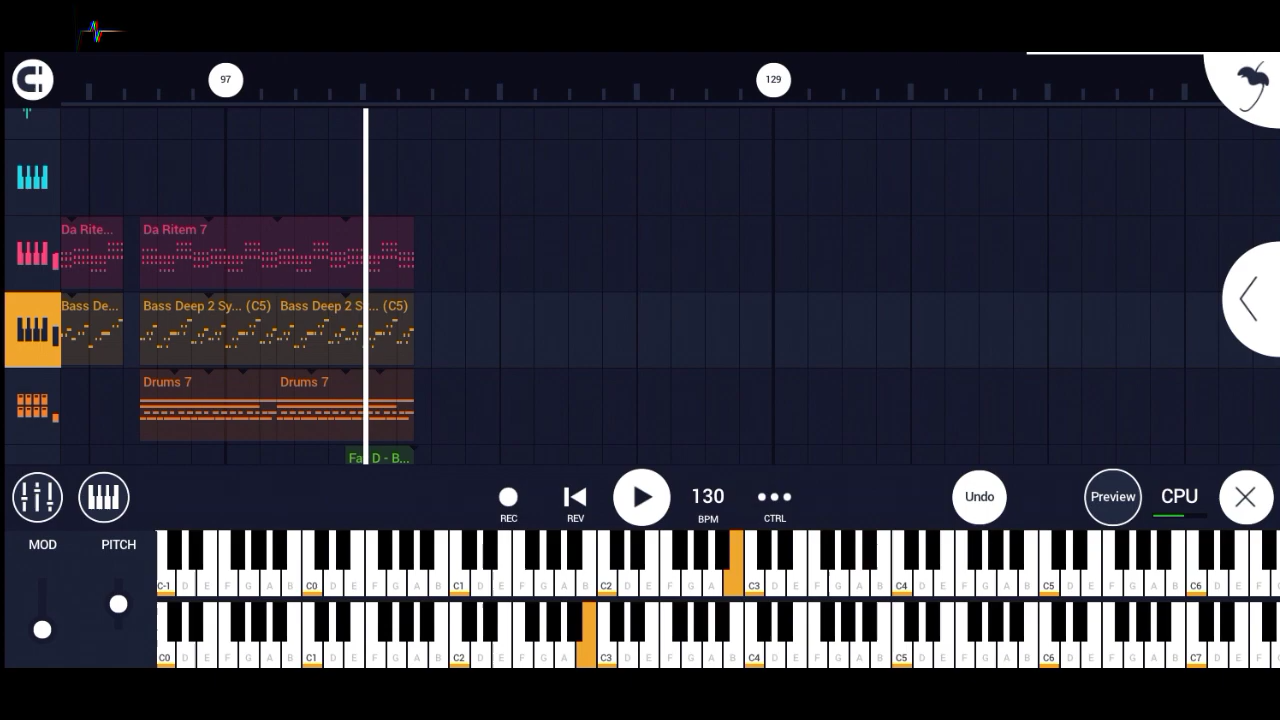 97
129
Da Rite...
Da Ritem 7
Bass De...
Bass Deep 2 Sy... (C5)
Bass Deep 2 S... (C5)
Drums 7
Drums 7
D - B...
REC
REV
130
BPM
CTRL
Undo
Preview
CPU
MOD
PITCH
C-1 D E F G A B C0 D E F G A B C1 D E F G A B C2 D E F G A C3 D E F G A B C4 D E F G A B C5 D E F G A B C6 D E F
C0 D E F G A B C1 D E F G A B C2 D E F G A C3 D E F G A B C4 D E F G A B C5 D E F G A B C6 D E F G A B C7 D E F